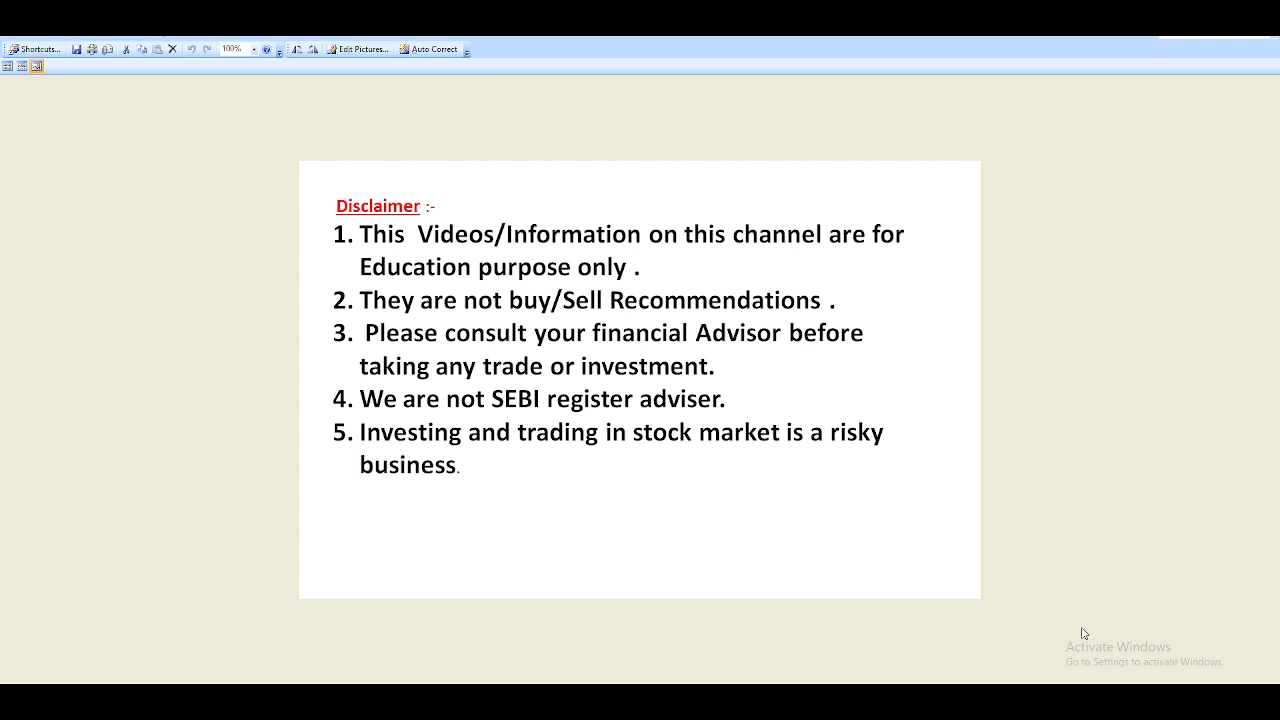 Shortcuts...
100%
Edit Pictures...
Auto Correct
Disclaimer :-
1. This  Videos/Information on this channel are for
Education purpose only .
2. They are not buy/Sell Recommendations .
3.  Please consult your financial Advisor before
taking any trade or investment.
4. We are not SEBI register adviser.
5. Investing and trading in stock market is a risky
business.
Activate Windows
Go to Settings to activate Windows.